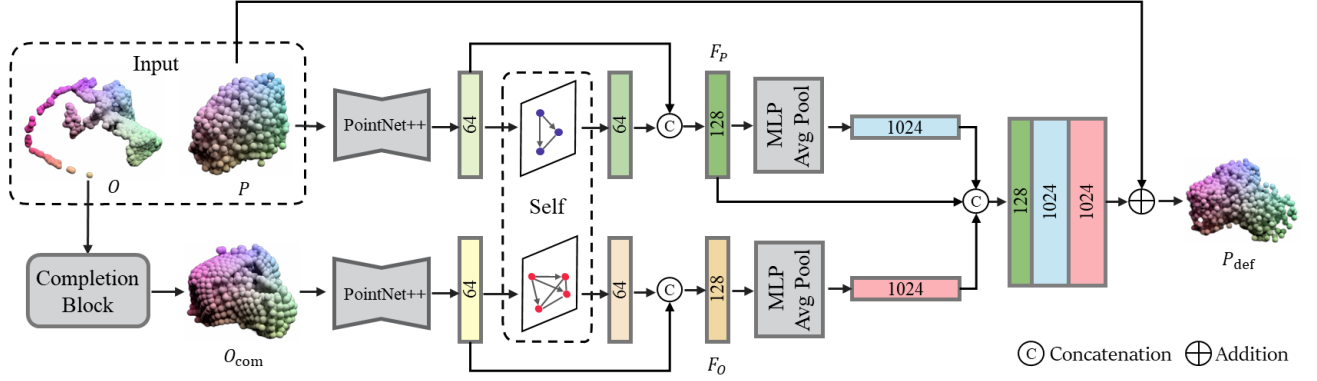 Input
O
P
PointNet++
64
64
C
F_P
128
MLP
Avg Pool
1024
Self
C
128
1024
1024
P_def
Completion
Block
O_com
PointNet++
64
64
C
128
F_O
MLP
Avg Pool
1024
C Concatenation
Addition